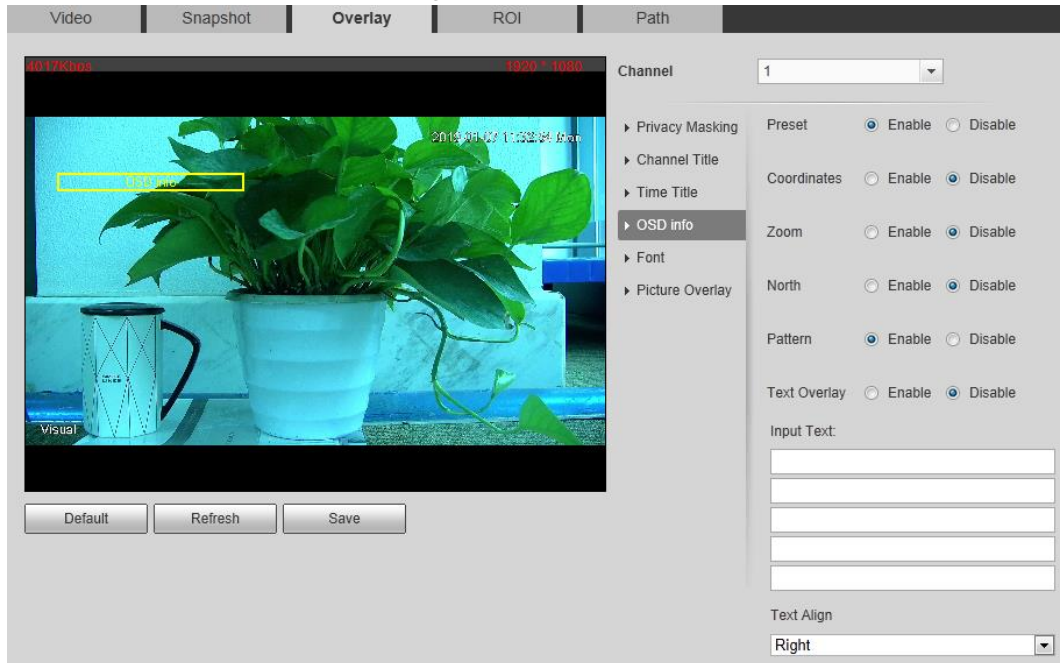 Video Snapshot Overlay ROI Path
4017Kbps 1920 * 1080
Channel 1
Privacy Masking
Channel Title
Time Title
OSD info
Font
Picture Overlay
Preset Enable Disable
Coordinates Enable Disable
Zoom Enable Disable
North Enable Disable
Pattern Enable Disable
Text Overlay Enable Disable
Input Text:
Text Align
Right
OSD info
Visual
Default Refresh Save